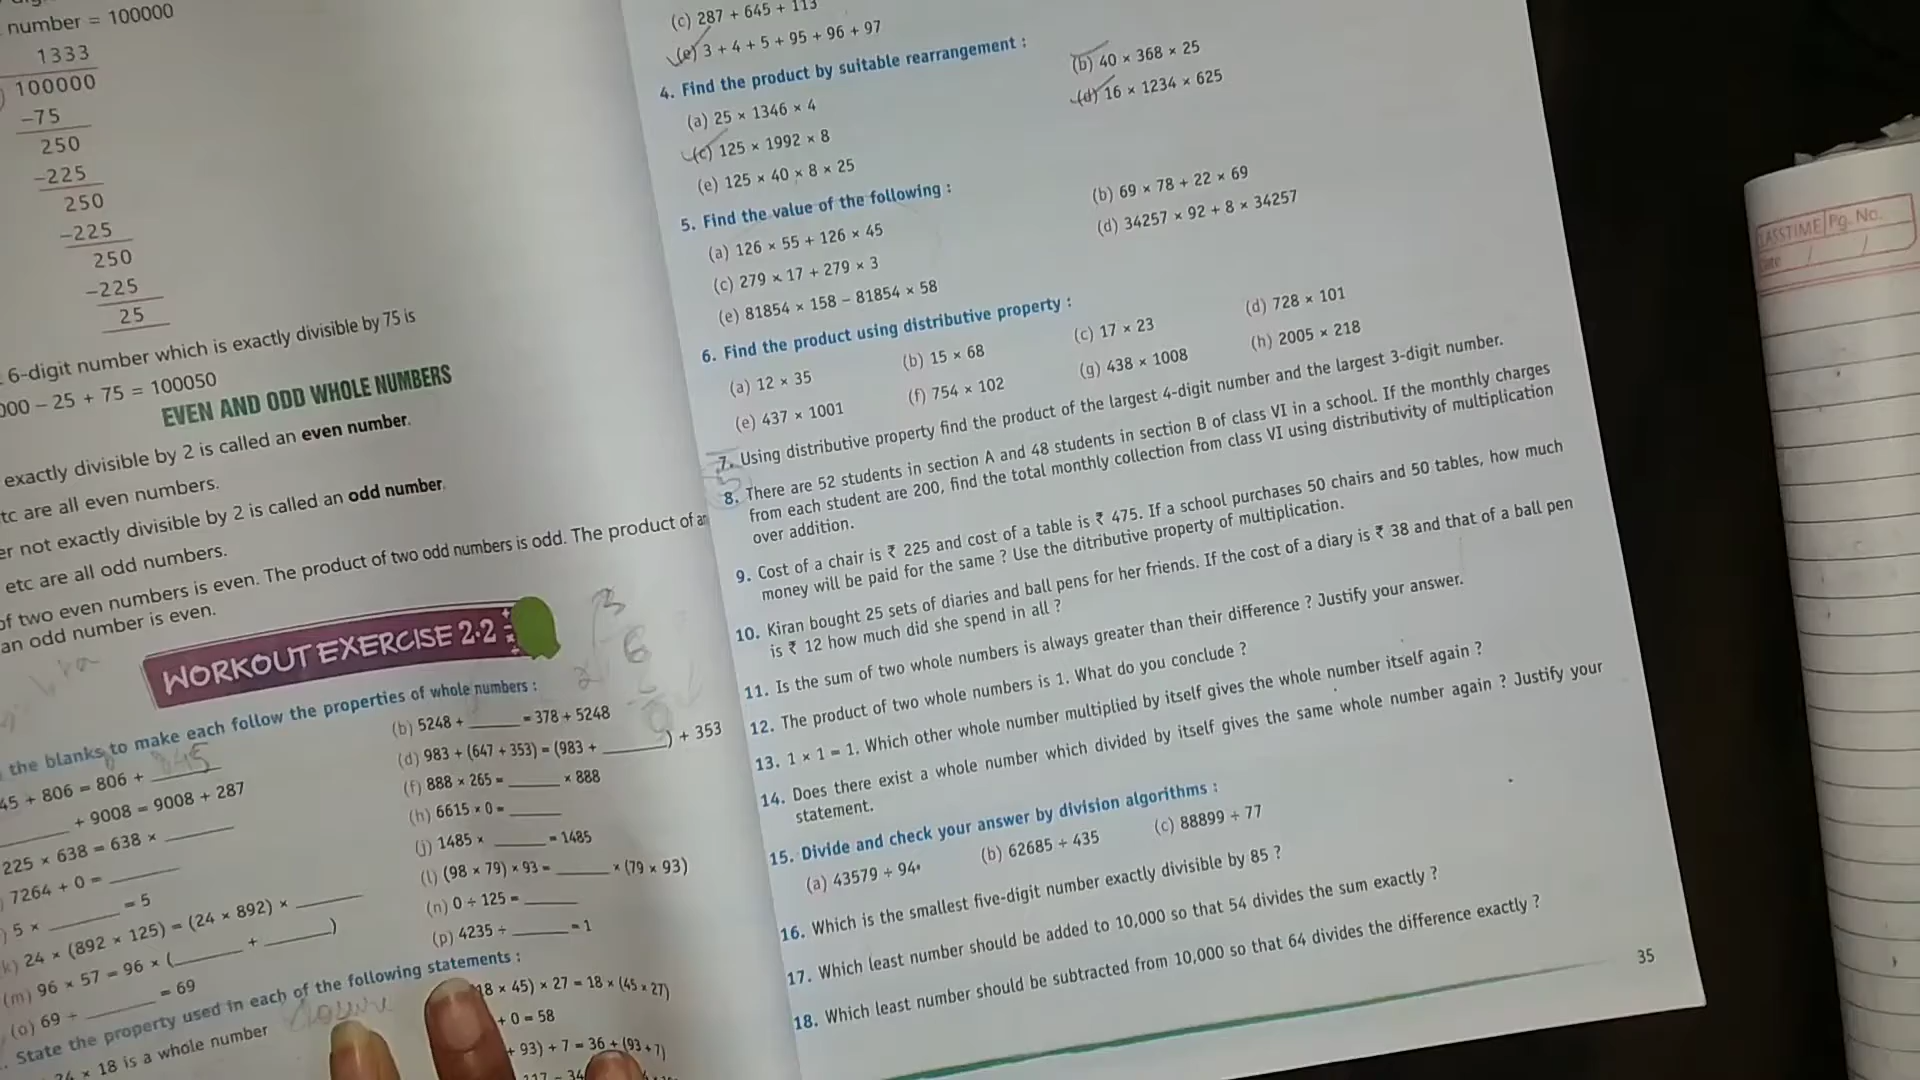 number = 100000
1333
100000
−75
250
−225
250
−225
250
−225
25
6-digit number which is exactly divisible by 75 is
000 − 25 + 75 = 100050
EVEN AND ODD WHOLE NUMBERS
exactly divisible by 2 is called an even number.
tc are all even numbers.
er not exactly divisible by 2 is called an odd number.
etc are all odd numbers.
of two even numbers is even. The product of two odd numbers is odd. The product of
an odd number is even.
WORKOUT EXERCISE 2·2
the blanks to make each follow the properties of whole numbers :
45 + 806 = 806 + ______ 845
(b) 5248 + ______ = 378 + 5248
______ + 9008 = 9008 + 287
(d) 983 + (647 + 353) = (983 + ______) + 353
225 × 638 = 638 × ______
(f) 888 × 265 = ______ × 888
7264 + 0 = ______
(h) 6615 × 0 = ______
5 × ______ = 5
(j) 1485 × ______ = 1485
(k) 24 × (892 × 125) = (24 × 892) × ______
(l) (98 × 79) × 93 = ______ × (79 × 93)
(m) 96 × 57 = 96 × (______ + ______)
(n) 0 ÷ 125 = ______
(o) 69 ÷ ______ = 69
(p) 4235 ÷ ______ = 1
State the property used in each of the following statements :
× 18 is a whole number
18 × 45) × 27 = 18 × (45 × 27)
+ 0 = 58
+ 93) + 7 = 36 + (93 + 7)
(c) 287 + 645 + 113
(e) 3 + 4 + 5 + 95 + 96 + 97
4. Find the product by suitable rearrangement :
(a) 25 × 1346 × 4
(b) 40 × 368 × 25
(c) 125 × 1992 × 8
(d) 16 × 1234 × 625
(e) 125 × 40 × 8 × 25
5. Find the value of the following :
(a) 126 × 55 + 126 × 45
(b) 69 × 78 + 22 × 69
(c) 279 × 17 + 279 × 3
(d) 34257 × 92 + 8 × 34257
(e) 81854 × 158 − 81854 × 58
6. Find the product using distributive property :
(a) 12 × 35 (b) 15 × 68 (c) 17 × 23 (d) 728 × 101
(e) 437 × 1001 (f) 754 × 102 (g) 438 × 1008 (h) 2005 × 218
7. Using distributive property find the product of the largest 4-digit number and the largest 3-digit number.
8. There are 52 students in section A and 48 students in section B of class VI in a school. If the monthly charges
from each student are 200, find the total monthly collection from class VI using distributivity of multiplication
over addition.
9. Cost of a chair is ₹ 225 and cost of a table is ₹ 475. If a school purchases 50 chairs and 50 tables, how much
money will be paid for the same ? Use the ditributive property of multiplication.
10. Kiran bought 25 sets of diaries and ball pens for her friends. If the cost of a diary is ₹ 38 and that of a ball pen
is ₹ 12 how much did she spend in all ?
11. Is the sum of two whole numbers is always greater than their difference ? Justify your answer.
12. The product of two whole numbers is 1. What do you conclude ?
13. 1 × 1 = 1. Which other whole number multiplied by itself gives the whole number itself again ?
14. Does there exist a whole number which divided by itself gives the same whole number again ? Justify your
statement.
15. Divide and check your answer by division algorithms :
(a) 43579 ÷ 94 (b) 62685 ÷ 435 (c) 88899 ÷ 77
16. Which is the smallest five-digit number exactly divisible by 85 ?
17. Which least number should be added to 10,000 so that 54 divides the sum exactly ?
18. Which least number should be subtracted from 10,000 so that 64 divides the difference exactly ?
35
CLASSTIME Pg. No.
Date / /